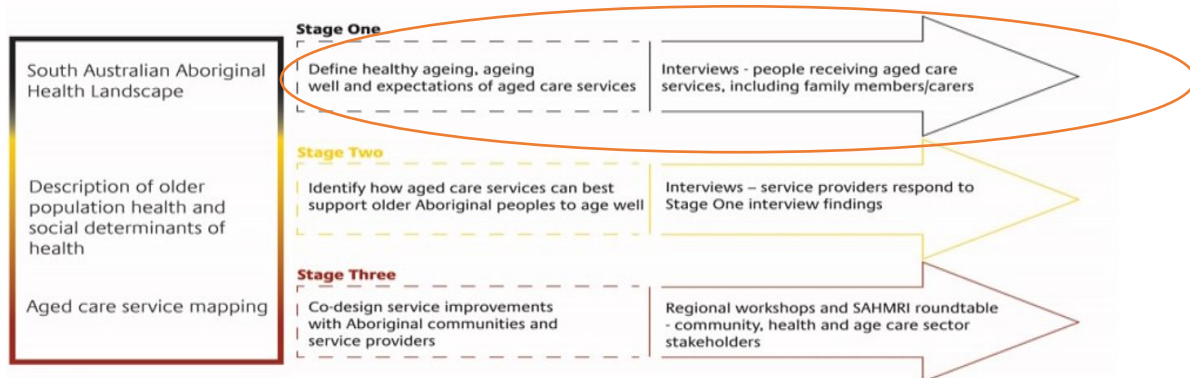 South Australian Aboriginal
Health Landscape
Description of older
population health and
social determinants of
health
Aged care service mapping
Stage One
Define healthy ageing, ageing
well and expectations of aged care services
Interviews - people receiving aged care
services, including family members/carers
Stage Two
Identify how aged care services can best
support older Aboriginal peoples to age well
Interviews – service providers respond to
Stage One interview findings
Stage Three
Co-design service improvements
with Aboriginal communities and
service providers
Regional workshops and SAHMRI roundtable
- community, health and age care sector
stakeholders